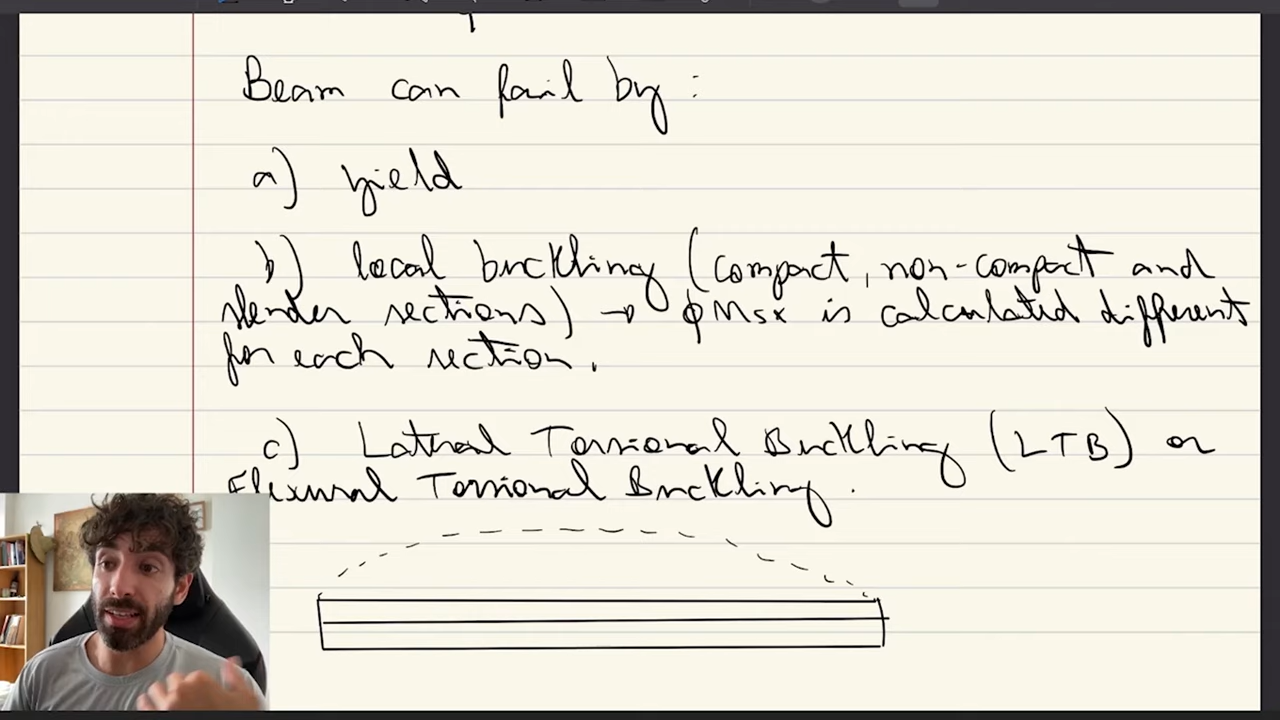 Beam can fail by :
a) yield
b) local buckling (compact, non-compact and
slender sections) → ϕMsx is calculated different
for each section.
c) Lateral Torsional Buckling (LTB) or
Flexural Torsional Buckling.